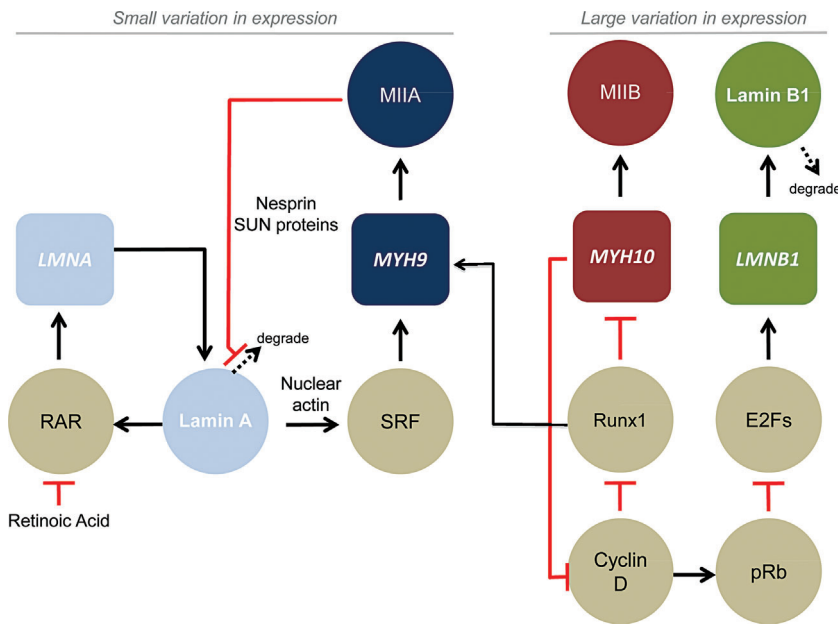 Small variation in expression
Large variation in expression
MIIA
MIIB
Lamin B1
degrade
Nesprin
SUN proteins
LMNA
MYH9
MYH10
LMNB1
degrade
Nuclear
actin
RAR
Lamin A
SRF
Runx1
E2Fs
Retinoic Acid
Cyclin
D
pRb